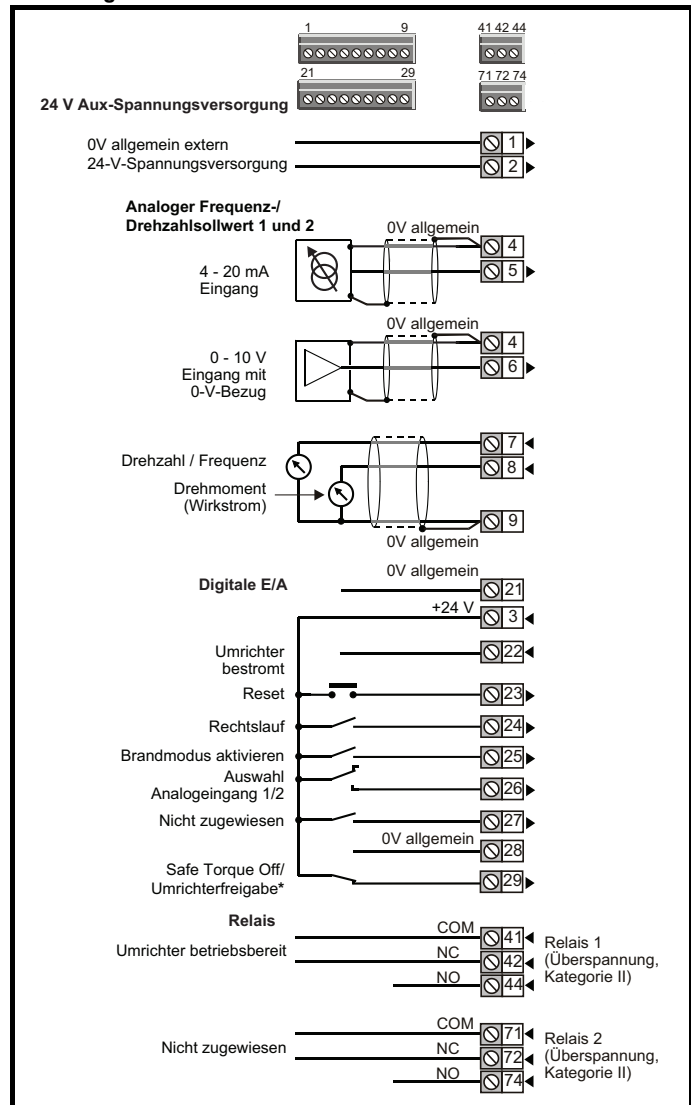 1 9 41 42 44
21 29 71 72 74
24 V Aux-Spannungsversorgung
0V allgemein extern 1
24-V-Spannungsversorgung 2
Analoger Frequenz-/
Drehzahlsollwert 1 und 2
0V allgemein
4
4 - 20 mA
Eingang
5
0V allgemein
4
0 - 10 V
Eingang mit
0-V-Bezug
6
7
Drehzahl / Frequenz
8
Drehmoment
(Wirkstrom)
9
0V allgemein
Digitale E/A
0V allgemein
21
+24 V
3
Umrichter
bestromt
22
Reset 23
Rechtslauf 24
Brandmodus aktivieren 25
Auswahl
Analogeingang 1/2
26
Nicht zugewiesen 27
0V allgemein
28
Safe Torque Off/
Umrichterfreigabe*
29
Relais
COM
41
Umrichter betriebsbereit
NC
42
NO
44
Relais 1
(Überspannung,
Kategorie II)
COM
71
Nicht zugewiesen
NC
72
NO
74
Relais 2
(Überspannung,
Kategorie II)